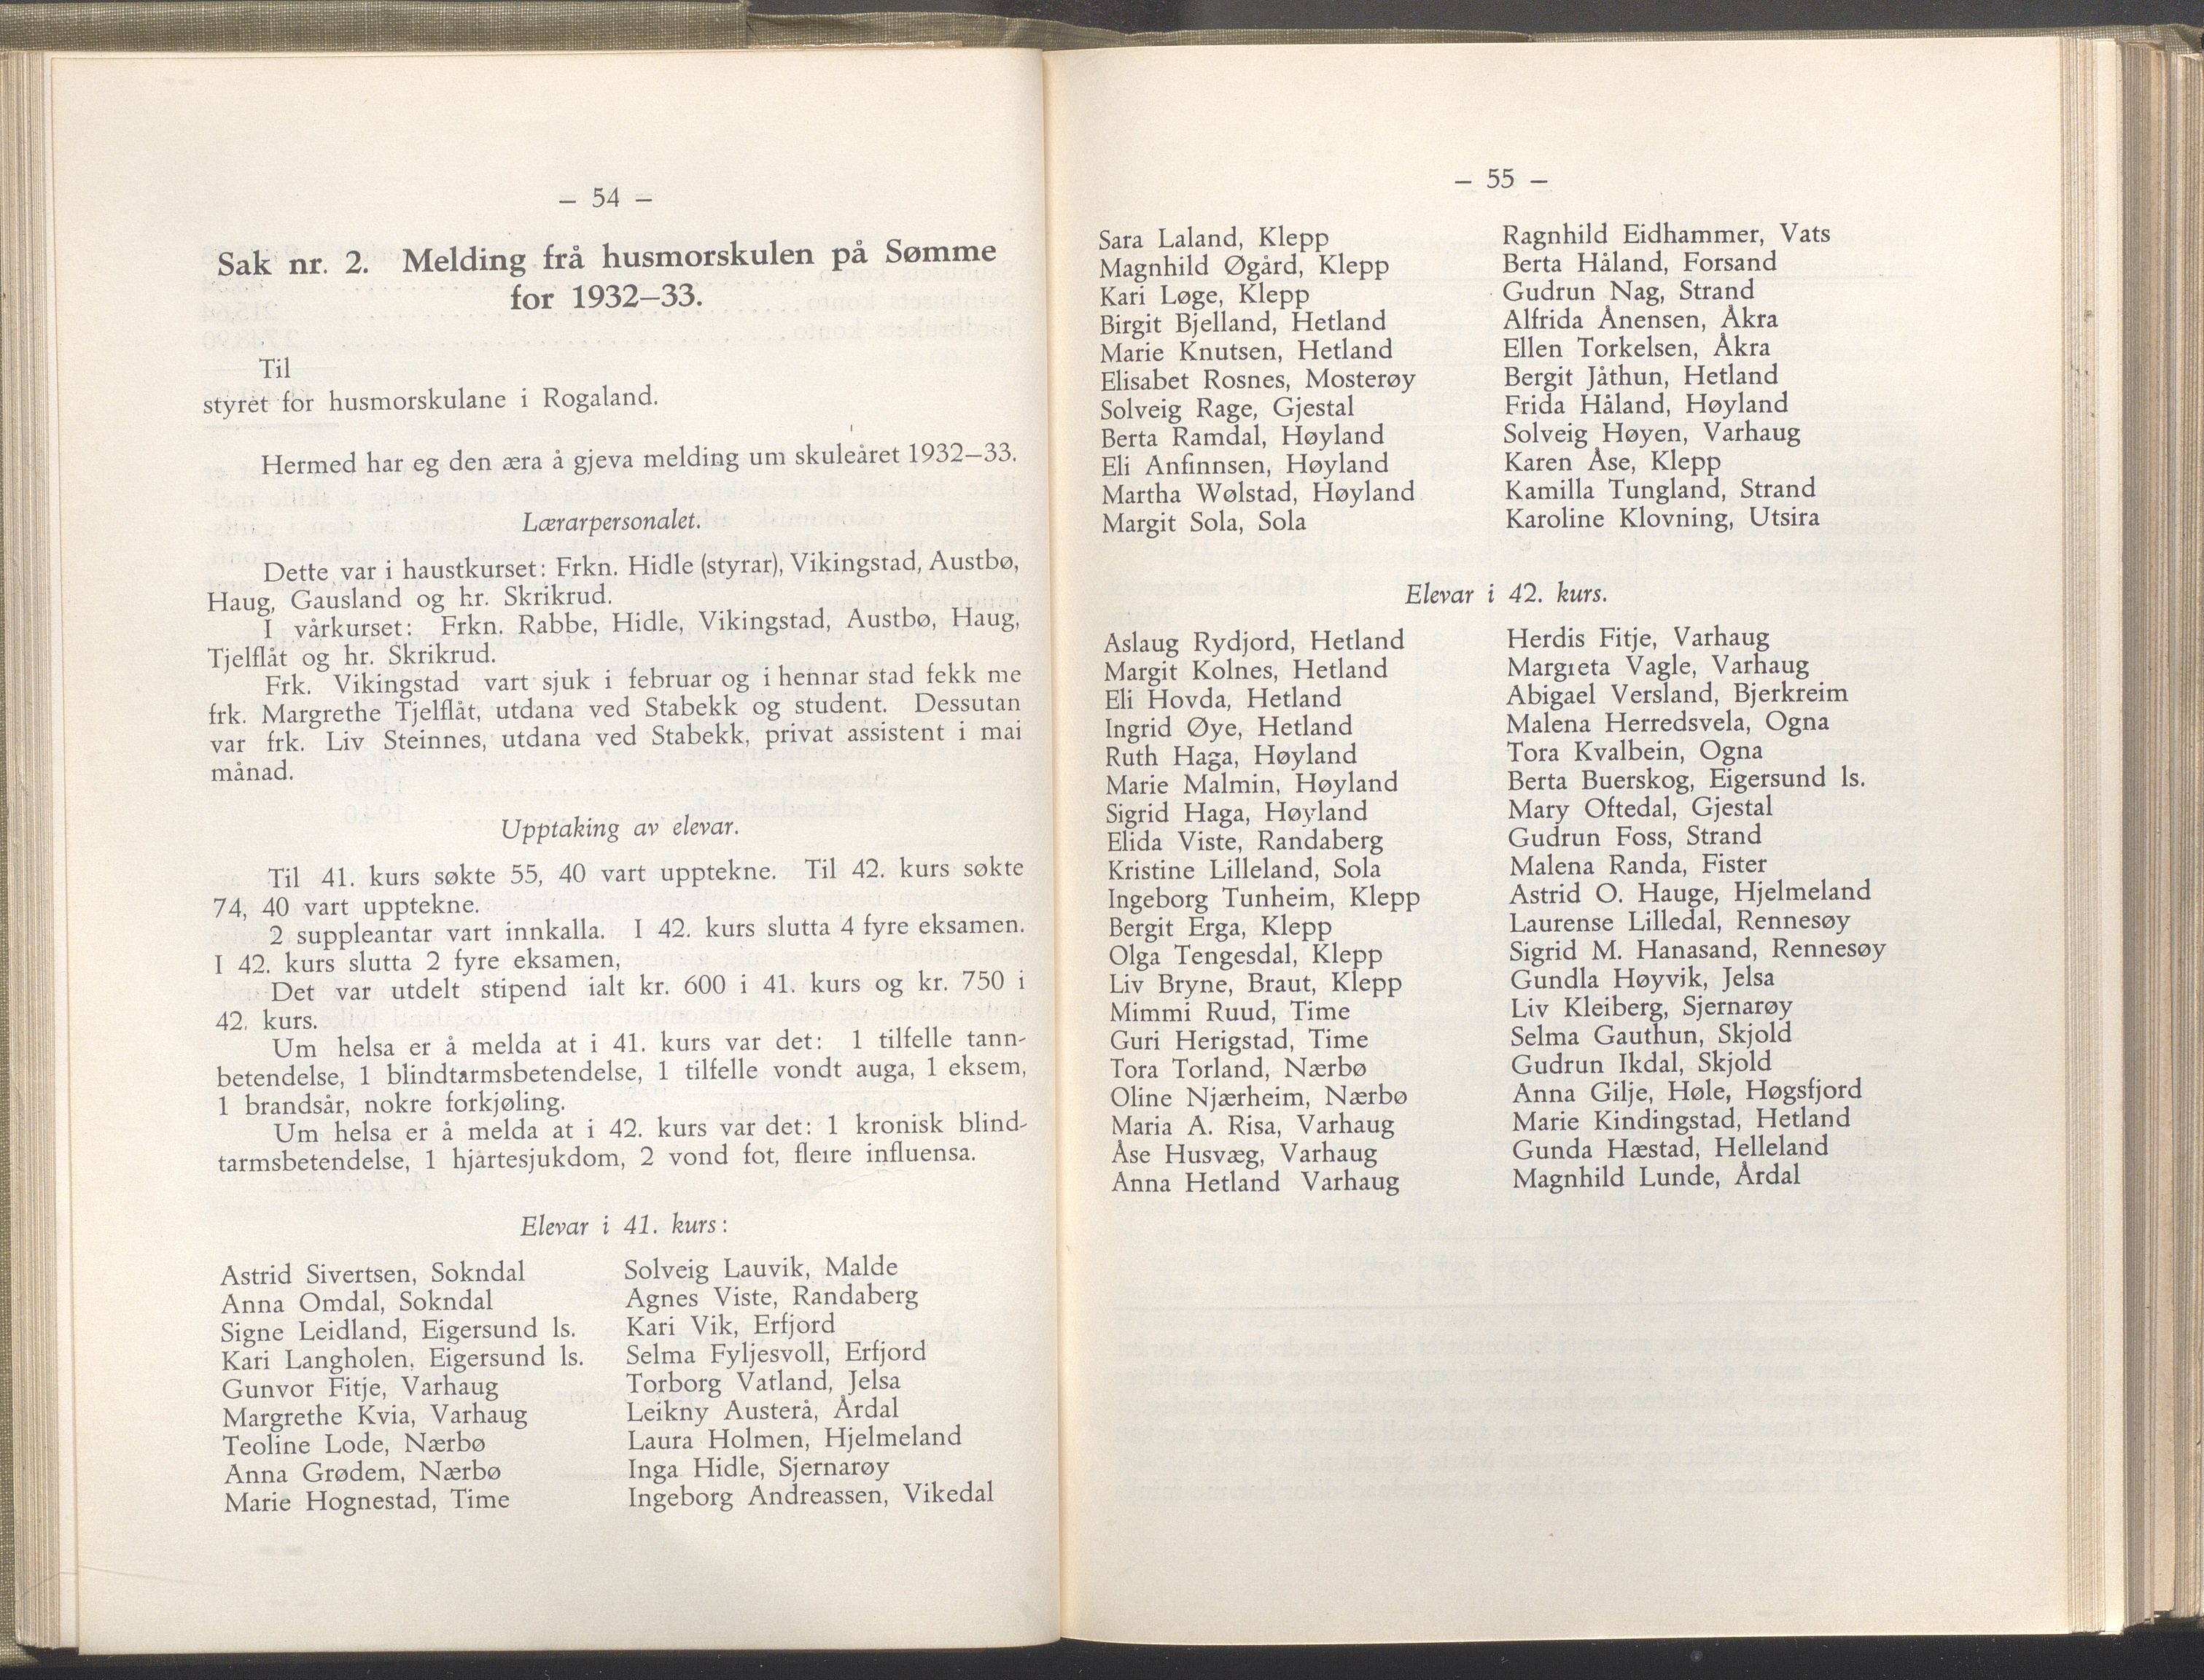 – 54 –
Sak nr. 2. Melding frå husmorskulen på Sømme
for 1932–33.
Til
styret for husmorskulane i Rogaland.
Hermed har eg den æra å gjeva melding um skuleåret 1932–33.
Lærarpersonalet.
Dette var i haustkurset: Frkn. Hidle (styrar), Vikingstad, Austbø,
Haug, Gausland og hr. Skrikrud.
I vårkurset: Frkn. Rabbe, Hidle, Vikingstad, Austbø, Haug,
Tjelflåt og hr. Skrikrud.
Frk. Vikingstad vart sjuk i februar og i hennar stad fekk me
frk. Margrethe Tjelflåt, utdana ved Stabekk og student. Dessutan
var frk. Liv Steinnes, utdana ved Stabekk, privat assistent i mai
månad.
Upptaking av elevar.
Til 41. kurs søkte 55, 40 vart upptekne. Til 42. kurs søkte
74, 40 vart upptekne.
2 suppleantar vart innkalla. I 42. kurs slutta 4 fyre eksamen.
I 42. kurs slutta 2 fyre eksamen,
Det var utdelt stipend ialt kr. 600 i 41. kurs og kr. 750 i
42. kurs.
Um helsa er å melda at i 41. kurs var det: 1 tilfelle tann-
betendelse, 1 blindtarmsbetendelse, 1 tilfelle vondt auga, 1 eksem,
1 brandsår, nokre forkjøling.
Um helsa er å melda at i 42. kurs var det: 1 kronisk blind-
tarmsbetendelse, 1 hjartesjukdom, 2 vond fot, fleire influensa.
Elevar i 41. kurs:
Astrid Sivertsen, Sokndal
Anna Omdal, Sokndal
Signe Leidland, Eigersund ls.
Kari Langholen, Eigersund ls.
Gunvor Fitje, Varhaug
Margrethe Kvia, Varhaug
Teoline Lode, Nærbø
Anna Grødem, Nærbø
Marie Hognestad, Time
Solveig Lauvik, Malde
Agnes Viste, Randaberg
Kari Vik, Erfjord
Selma Fyljesvoll, Erfjord
Torborg Vatland, Jelsa
Leikny Austerå, Årdal
Laura Holmen, Hjelmeland
Inga Hidle, Sjernarøy
Ingeborg Andreassen, Vikedal
– 55 –
Sara Laland, Klepp
Magnhild Øgård, Klepp
Kari Løge, Klepp
Birgit Bjelland, Hetland
Marie Knutsen, Hetland
Elisabet Rosnes, Mosterøy
Solveig Rage, Gjestal
Berta Ramdal, Høyland
Eli Anfinnsen, Høyland
Martha Wølstad, Høyland
Margit Sola, Sola
Ragnhild Eidhammer, Vats
Berta Håland, Forsand
Gudrun Nag, Strand
Alfrida Ånensen, Åkra
Ellen Torkelsen, Åkra
Bergit Jåthun, Hetland
Frida Håland, Høyland
Solveig Høyen, Varhaug
Karen Åse, Klepp
Kamilla Tungland, Strand
Karoline Klovning, Utsira
Elevar i 42. kurs.
Aslaug Rydjord, Hetland
Margit Kolnes, Hetland
Eli Hovda, Hetland
Ingrid Øye, Hetland
Ruth Haga, Høyland
Marie Malmin, Høyland
Sigrid Haga, Høyland
Elida Viste, Randaberg
Kristine Lilleland, Sola
Ingeborg Tunheim, Klepp
Bergit Erga, Klepp
Olga Tengesdal, Klepp
Liv Bryne, Braut, Klepp
Mimmi Ruud, Time
Guri Herigstad, Time
Tora Torland, Nærbø
Oline Njærheim, Nærbø
Maria A. Risa, Varhaug
Åse Husvæg, Varhaug
Anna Hetland Varhaug
Herdis Fitje, Varhaug
Margreta Vagle, Varhaug
Abigael Versland, Bjerkreim
Malena Herredsvela, Ogna
Tora Kvalbein, Ogna
Berta Buerskog, Eigersund ls.
Mary Oftedal, Gjestal
Gudrun Foss, Strand
Malena Randa, Fister
Astrid O. Hauge, Hjelmeland
Laurense Lilledal, Rennesøy
Sigrid M. Hanasand, Rennesøy
Gundla Høyvik, Jelsa
Liv Kleiberg, Sjernarøy
Selma Gauthun, Skjold
Gudrun Ikdal, Skjold
Anna Gilje, Høle, Høgsfjord
Marie Kindingstad, Hetland
Gunda Hæstad, Helleland
Magnhild Lunde, Årdal